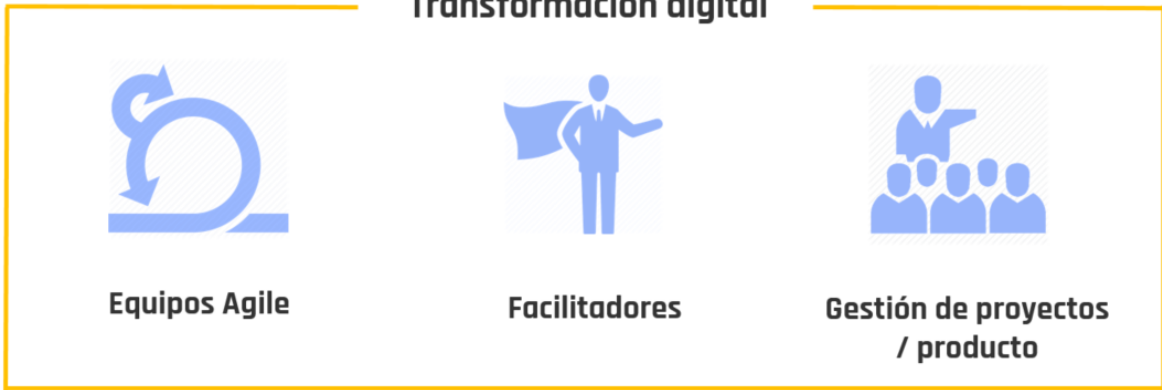 Transformación digital
Equipos Agile
Facilitadores
Gestión de proyectos
/ producto